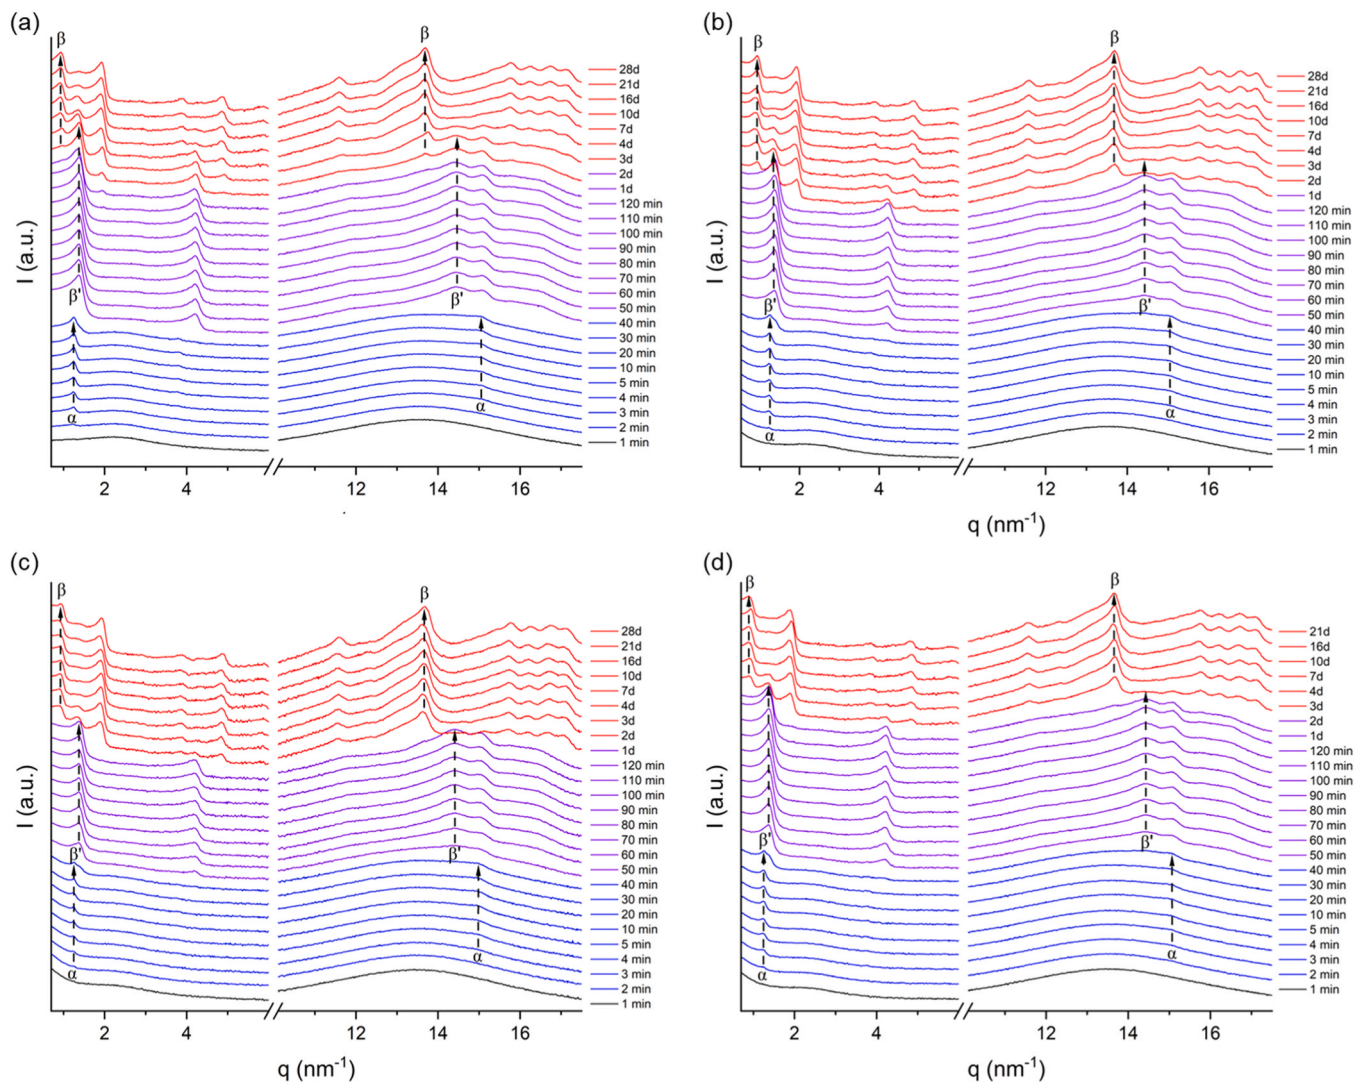 (a)
β
β
28d
21d
16d
10d
7d
4d
3d
2d
1d
120 min
110 min
100 min
90 min
80 min
70 min
60 min
50 min
40 min
30 min
20 min
10 min
5 min
4 min
3 min
2 min
1 min
β'
β'
α
α
I (a.u.)
2
4
12
14
16
(b)
β
β
28d
21d
16d
10d
7d
4d
3d
2d
1d
120 min
110 min
100 min
90 min
80 min
70 min
60 min
50 min
40 min
30 min
20 min
10 min
5 min
4 min
3 min
2 min
1 min
β'
β'
α
α
I (a.u.)
2
4
12
14
16
q (nm-1)
(c)
β
β
28d
21d
16d
10d
7d
4d
3d
2d
1d
120 min
110 min
100 min
90 min
80 min
70 min
60 min
50 min
40 min
30 min
20 min
10 min
5 min
4 min
3 min
2 min
1 min
β'
β'
α
α
I (a.u.)
2
4
12
14
16
q (nm-1)
(d)
β
β
21d
16d
10d
7d
4d
3d
2d
1d
120 min
110 min
100 min
90 min
80 min
70 min
60 min
50 min
40 min
30 min
20 min
10 min
5 min
4 min
3 min
2 min
1 min
β'
β'
α
α
I (a.u.)
2
4
12
14
16
q (nm-1)